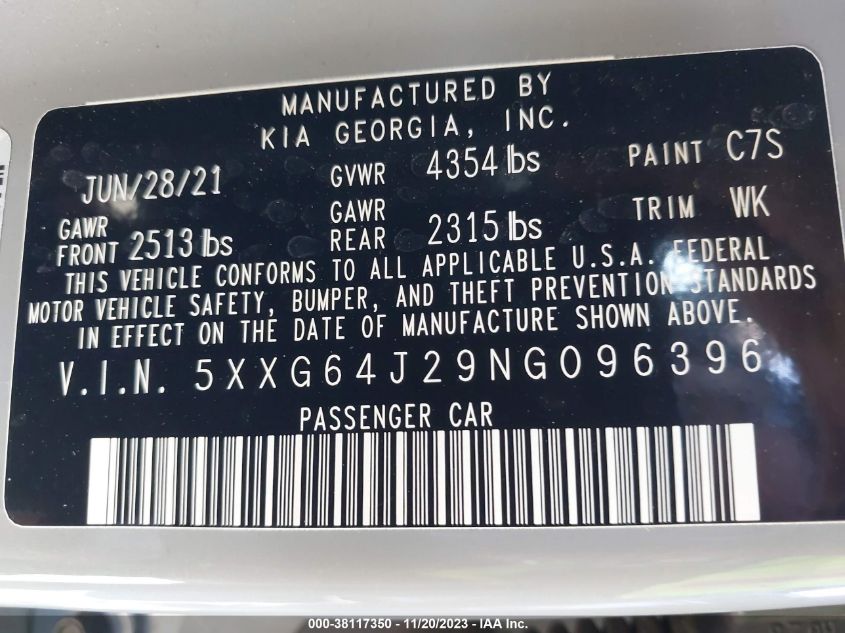 MANUFACTURED BY
KIA GEORGIA, INC.
JUN/28/21 GVWR 4354 lbs PAINT C7S
GAWR FRONT 2513 lbs GAWR REAR 2315 lbs TRIM WK
THIS VEHICLE CONFORMS TO ALL APPLICABLE U.S.A. FEDERAL
MOTOR VEHICLE SAFETY, BUMPER, AND THEFT PREVENTION STANDARDS
IN EFFECT ON THE DATE OF MANUFACTURE SHOWN ABOVE.
V.I.N. 5XXG64J29NG096396
PASSENGER CAR
000-38117350 - 11/20/2023 - IAA Inc.